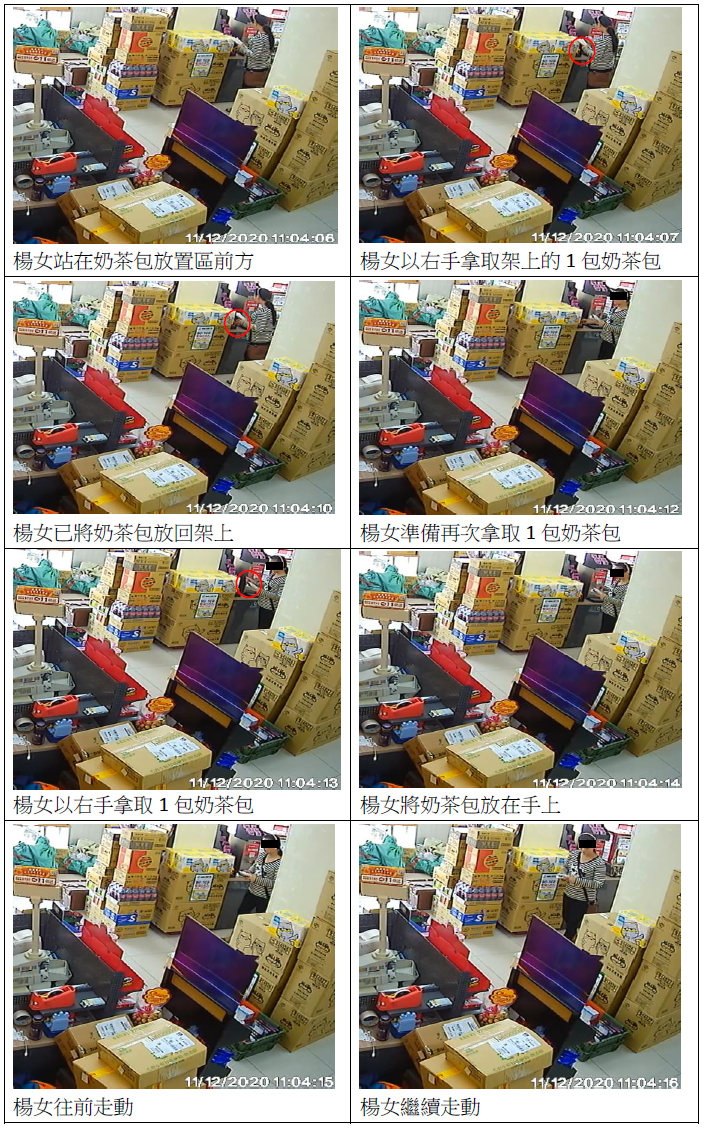 11/12/2020 11:04:06
11/12/2020 11:04:07
楊女站在奶茶包放置區前方
楊女以右手拿取架上的1包奶茶包
11/12/2020 11:04:10
11/12/2020 11:04:12
楊女已將奶茶包放回架上
楊女準備再次拿取1包奶茶包
11/12/2020 11:04:13
11/12/2020 11:04:14
楊女以右手拿取1包奶茶包
楊女將奶茶包放在手上
11/12/2020 11:04:15
11/12/2020 11:04:16
楊女往前走動
楊女繼續走動